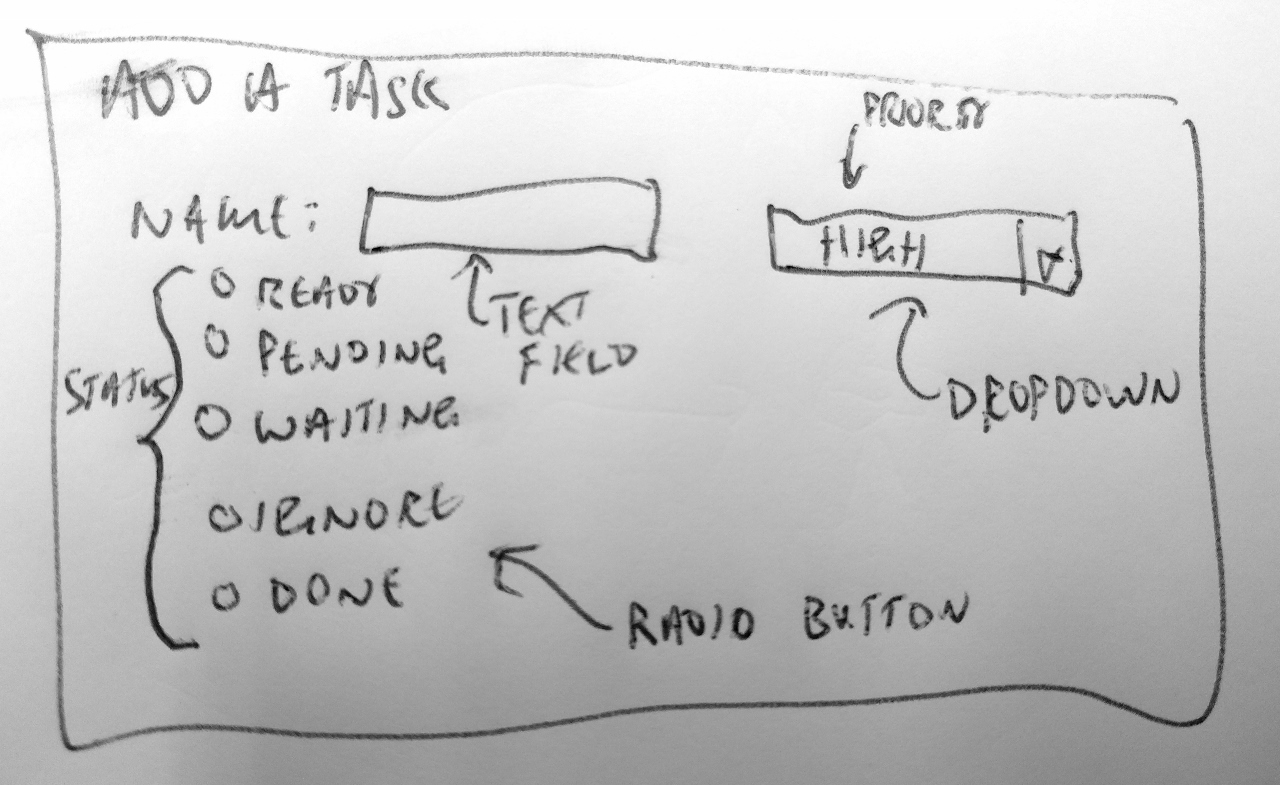 ADD A TASK
PRIORITY
NAME:
HIGH
READY
TEXT
FIELD
PENDING
STATUS
DROPDOWN
WAITING
IGNORE
DONE
RADIO BUTTON